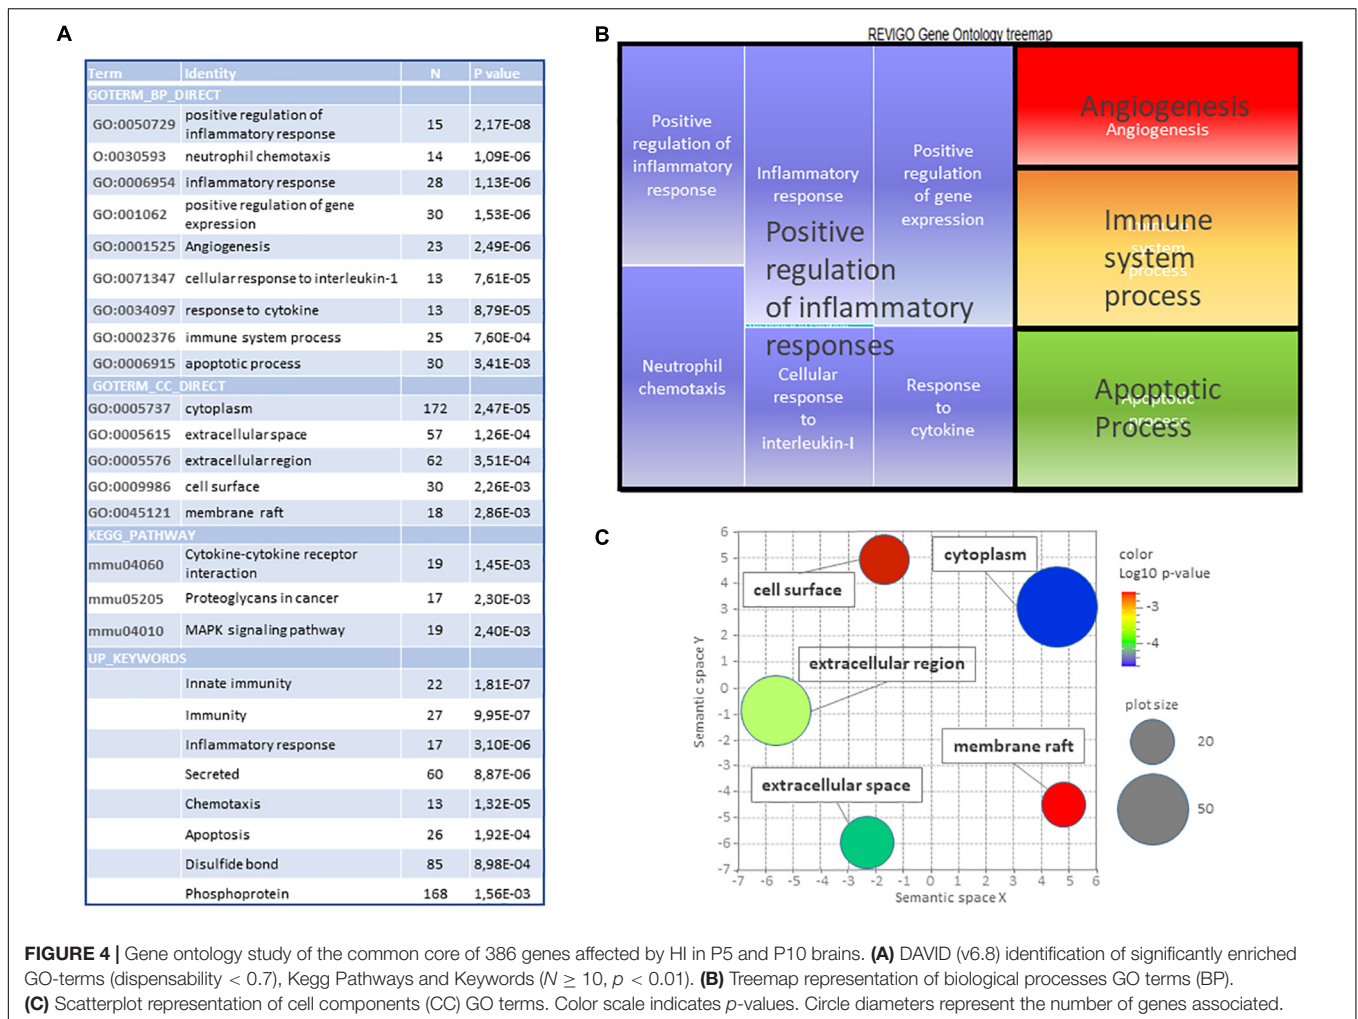 A
Term Identity N P value
GOTERM_BP_DIRECT
GO:0050729 positive regulation of inflammatory response 15 2,17E-08
O:0030593 neutrophil chemotaxis 14 1,09E-06
GO:0006954 inflammatory response 28 1,13E-06
GO:001062 positive regulation of gene expression 30 1,53E-06
GO:0001525 Angiogenesis 23 2,49E-06
GO:0071347 cellular response to interleukin-1 13 7,61E-05
GO:0034097 response to cytokine 13 8,79E-05
GO:0002376 immune system process 25 7,60E-04
GO:0006915 apoptotic process 30 3,41E-03
GOTERM_CC_DIRECT
GO:0005737 cytoplasm 172 2,47E-05
GO:0005615 extracellular space 57 1,26E-04
GO:0005576 extracellular region 62 3,51E-04
GO:0009986 cell surface 30 2,26E-03
GO:0045121 membrane raft 18 2,86E-03
KEGG_PATHWAY
mmu04060 Cytokine-cytokine receptor interaction 19 1,45E-03
mmu05205 Proteoglycans in cancer 17 2,30E-03
mmu04010 MAPK signaling pathway 19 2,40E-03
UP_KEYWORDS
Innate immunity 22 1,81E-07
Immunity 27 9,95E-07
Inflammatory response 17 3,10E-06
Secreted 60 8,87E-06
Chemotaxis 13 1,32E-05
Apoptosis 26 1,92E-04
Disulfide bond 85 8,98E-04
Phosphoprotein 168 1,56E-03
B
REVIGO Gene Ontology treemap
Positive
regulation of
inflammatory
response
Neutrophil
chemotaxis
Inflammatory
response
Positive
regulation
of gene
expression
Positive
regulation
of inflammatory
responses
Cellular
response
to
interleukin-I
Response
to
cytokine
Angiogenesis
Angiogenesis
Immune
system
process
Immune
system
process
Apoptotic
Process
Apoptotic
process
C
6
5
4
3
2
1
0
-1
-2
-3
-4
-5
-6
-7
Semantic space Y
cell surface
cytoplasm
extracellular region
membrane raft
extracellular space
-7 -6 -5 -4 -3 -2 -1 0 1 2 3 4 5 6
Semantic space X
color
Log10 p-value
-3
-4
plot size
20
50
FIGURE 4 | Gene ontology study of the common core of 386 genes affected by HI in P5 and P10 brains. (A) DAVID (v6.8) identification of significantly enriched
GO-terms (dispensability < 0.7), Kegg Pathways and Keywords (N ≥ 10, p < 0.01). (B) Treemap representation of biological processes GO terms (BP).
(C) Scatterplot representation of cell components (CC) GO terms. Color scale indicates p-values. Circle diameters represent the number of genes associated.